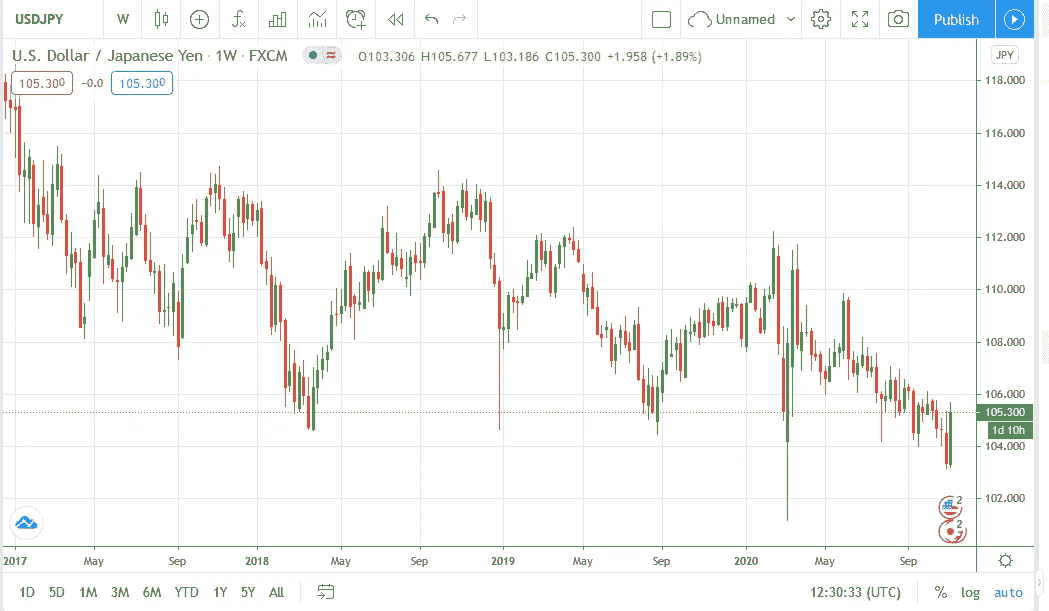 USDJPY W Unnamed Publish
U.S. Dollar / Japanese Yen · 1W · FXCM O103.306 H105.677 L103.186 C105.300 +1.958 (+1.89%) JPY
105.300 −0.0 105.300
118.000
116.000
114.000
112.000
110.000
108.000
106.000
105.300
1d 10h
104.000
102.000
2
2
2017 May Sep 2018 May Sep 2019 May Sep 2020 May Sep
1D 5D 1M 3M 6M YTD 1Y 5Y All 12:30:33 (UTC) % log auto